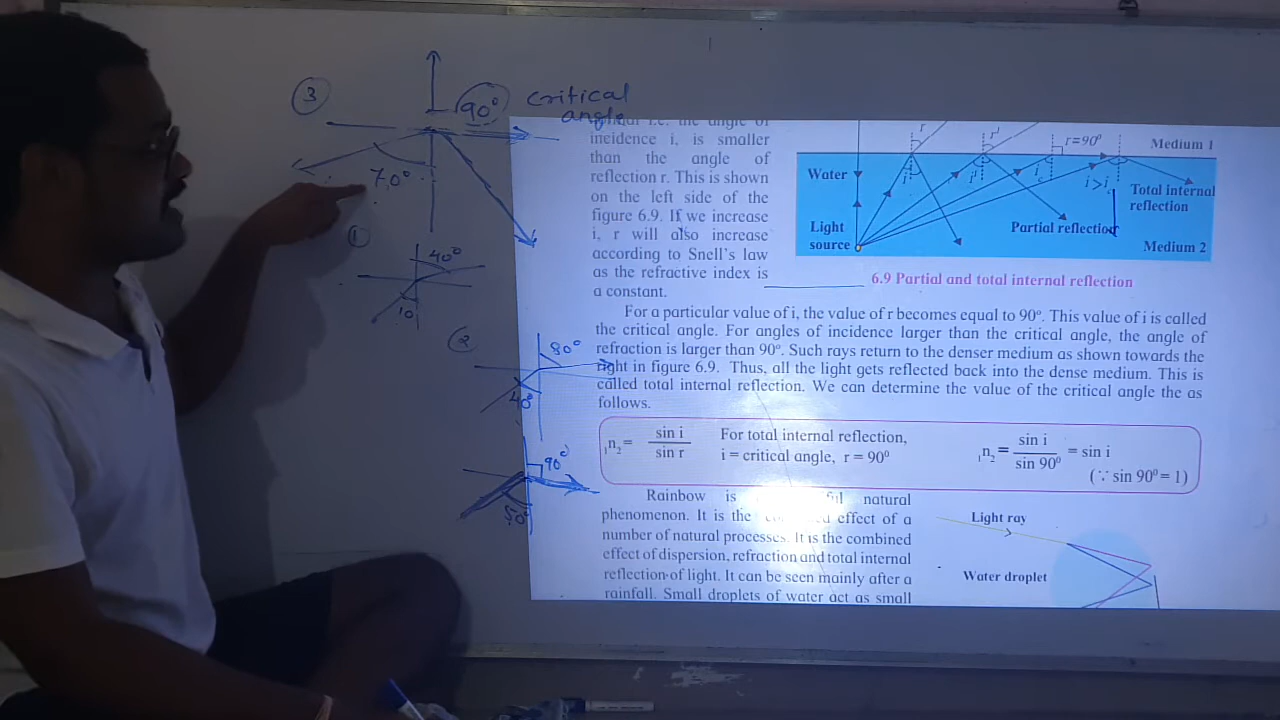 3
90° critical
angle
70°
1
40°
10
2
80°
40°
90°
50°
incidence i, is smaller
than the angle of
reflection r. This is shown
on the left side of the
figure 6.9. If we increase
i, r will also increase
according to Snell's law
as the refractive index is
a constant.
r r' r=90° Medium 1
Water
i i' i > i
Total internal
reflection
Light
source
Partial reflection
Medium 2
6.9 Partial and total internal reflection
For a particular value of i, the value of r becomes equal to 90°. This value of i is called
the critical angle. For angles of incidence larger than the critical angle, the angle of
refraction is larger than 90°. Such rays return to the denser medium as shown towards the
right in figure 6.9. Thus, all the light gets reflected back into the dense medium. This is
called total internal reflection. We can determine the value of the critical angle the as
follows.
₁n₂ = sin i / sin r
For total internal reflection,
i = critical angle, r = 90°
₁n₂ = sin i / sin 90° = sin i
(∵ sin 90° = 1)
Rainbow is natural
phenomenon. It is the effect of a
number of natural processes. It is the combined
effect of dispersion, refraction and total internal
reflection of light. It can be seen mainly after a
rainfall. Small droplets of water act as small
Light ray
Water droplet